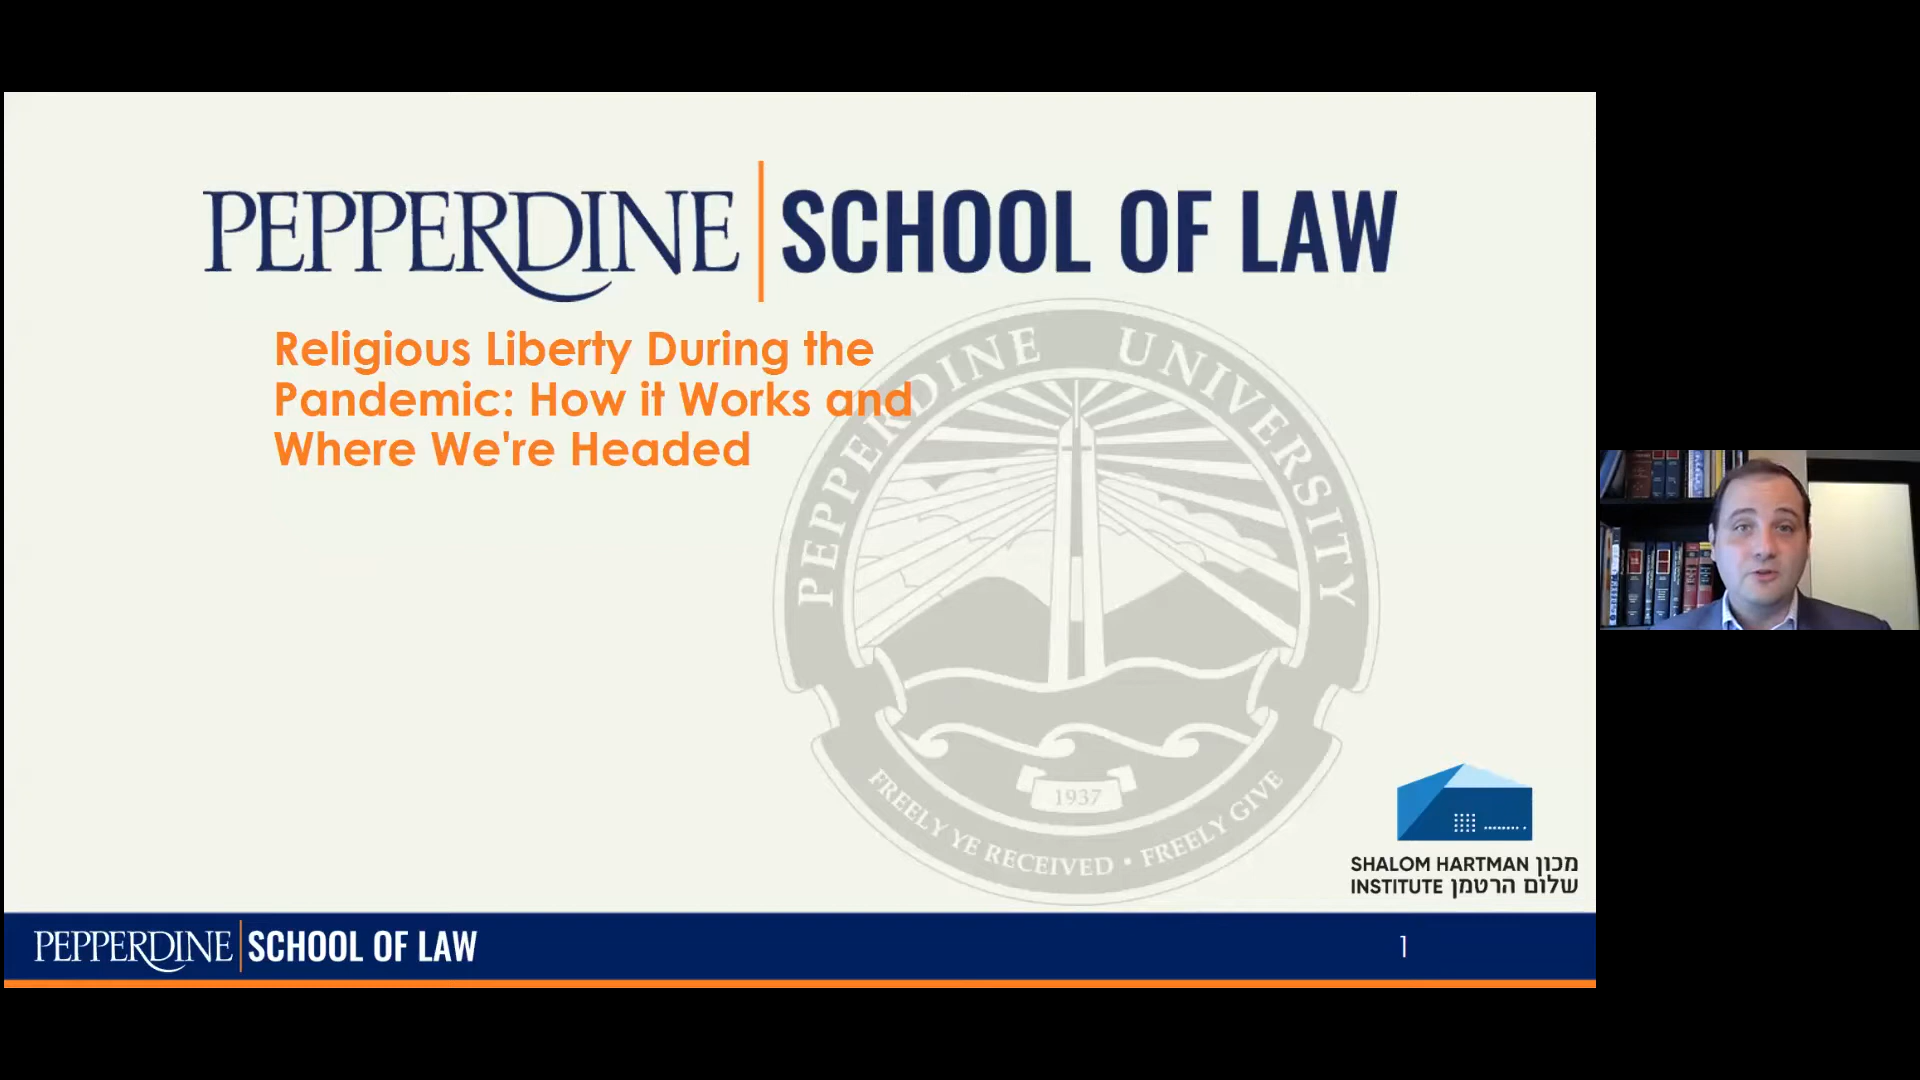 PEPPERDINE | SCHOOL OF LAW
Religious Liberty During the
Pandemic: How it Works and
Where We're Headed
PEPPERDINE UNIVERSITY
1937
FREELY YE RECEIVED • FREELY GIVE
SHALOM HARTMAN מכון
INSTITUTE שלום הרטמן
PEPPERDINE | SCHOOL OF LAW
1